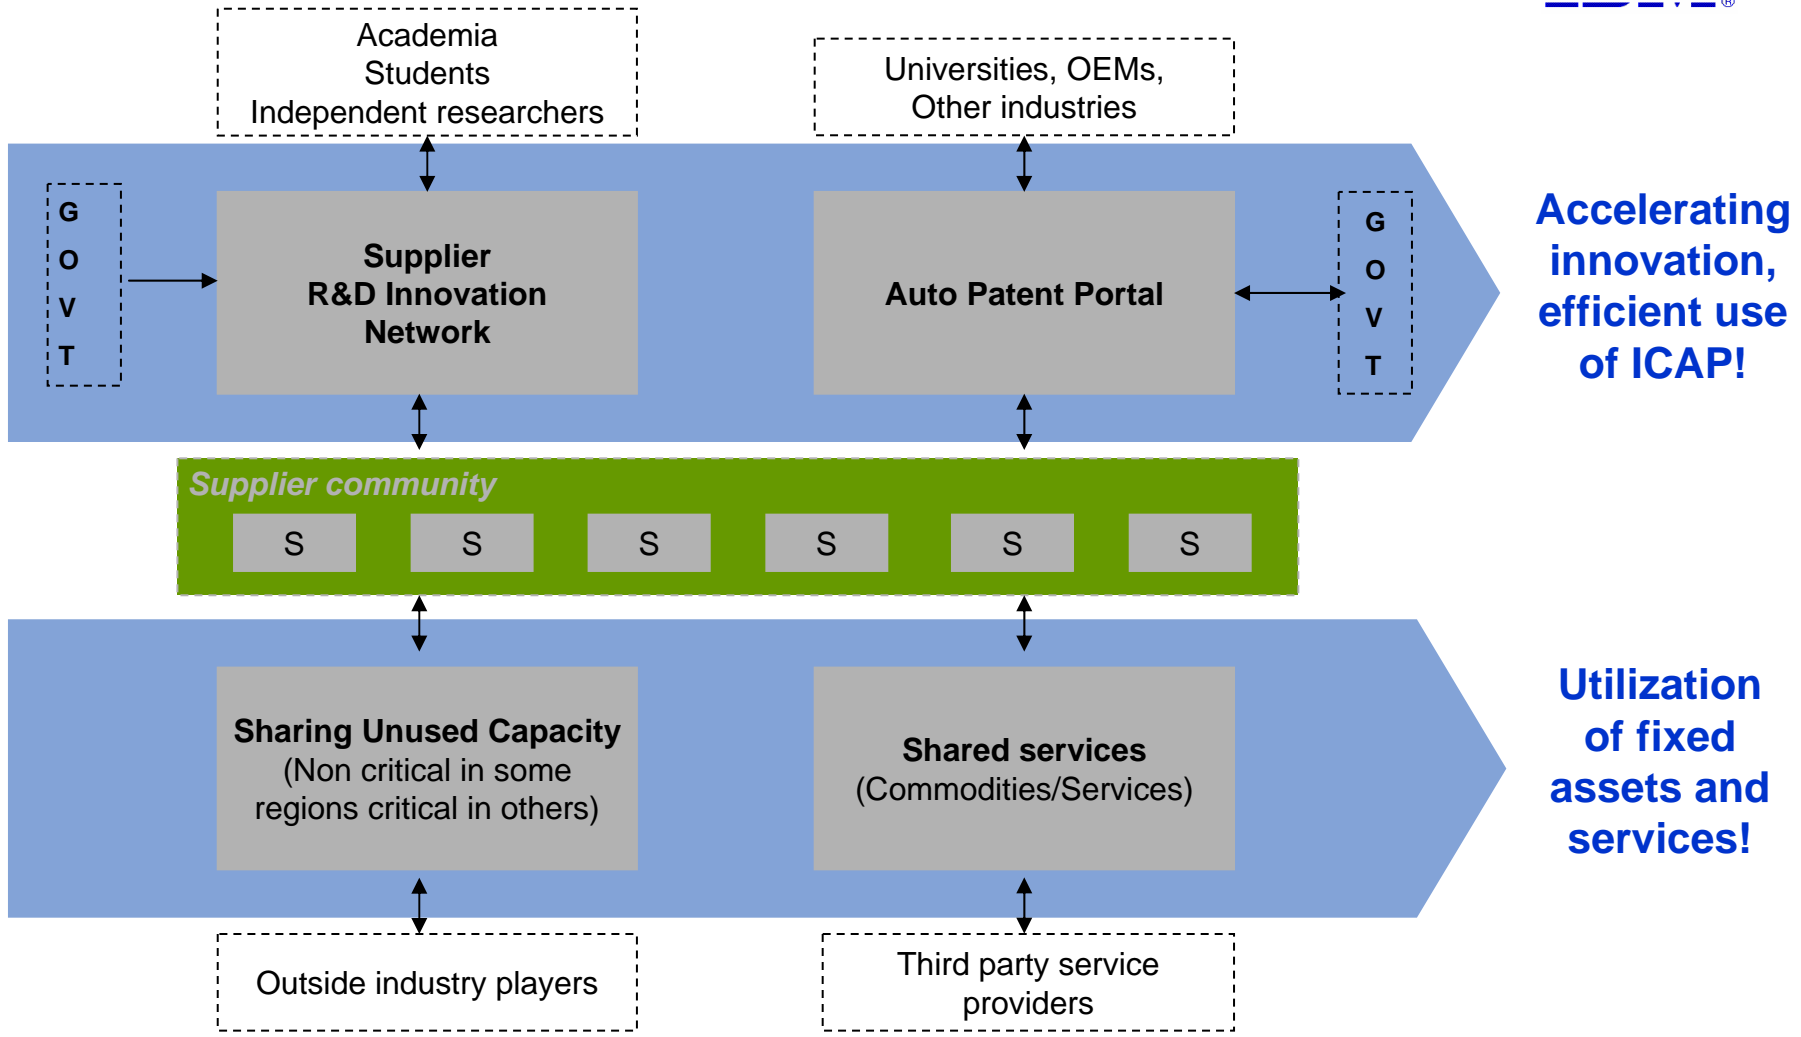 ®
Academia
Students
Independent researchers
Universities, OEMs,
Other industries
G
O
V
T
Supplier
R&D Innovation
Network
Auto Patent Portal
G
O
V
T
Accelerating
innovation,
efficient use
of ICAP!
Supplier community
S S S S S S
Sharing Unused Capacity
(Non critical in some
regions critical in others)
Shared services
(Commodities/Services)
Utilization
of fixed
assets and
services!
Outside industry players
Third party service
providers